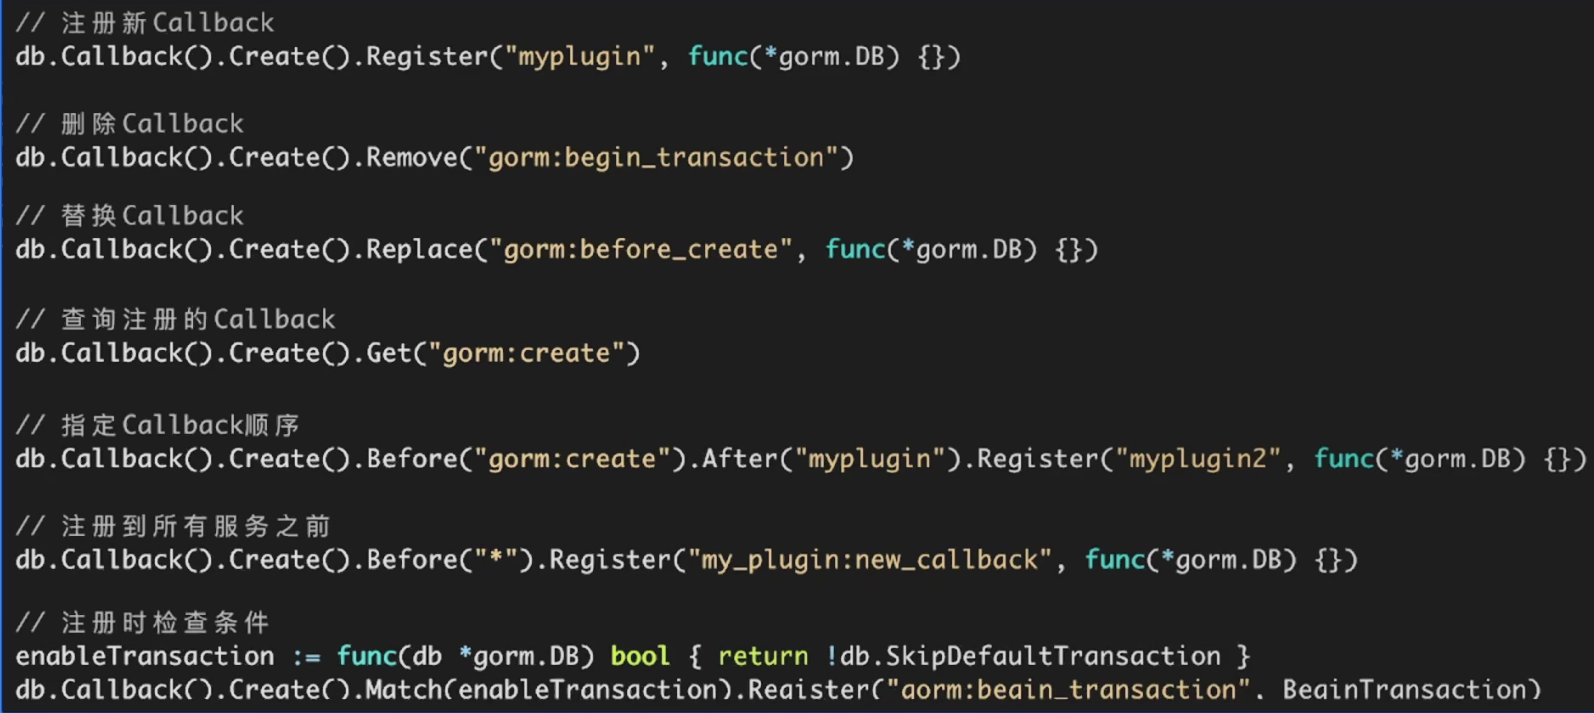 // 注册新Callback
db.Callback().Create().Register("myplugin", func(*gorm.DB) {})
// 删除Callback
db.Callback().Create().Remove("gorm:begin_transaction")
// 替换Callback
db.Callback().Create().Replace("gorm:before_create", func(*gorm.DB) {})
// 查询注册的Callback
db.Callback().Create().Get("gorm:create")
// 指定Callback顺序
db.Callback().Create().Before("gorm:create").After("myplugin").Register("myplugin2", func(*gorm.DB) {})
// 注册到所有服务之前
db.Callback().Create().Before("*").Register("my_plugin:new_callback", func(*gorm.DB) {})
// 注册时检查条件
enableTransaction := func(db *gorm.DB) bool { return !db.SkipDefaultTransaction }
db.Callback().Create().Match(enableTransaction).Register("gorm:begin_transaction", BeginTransaction)